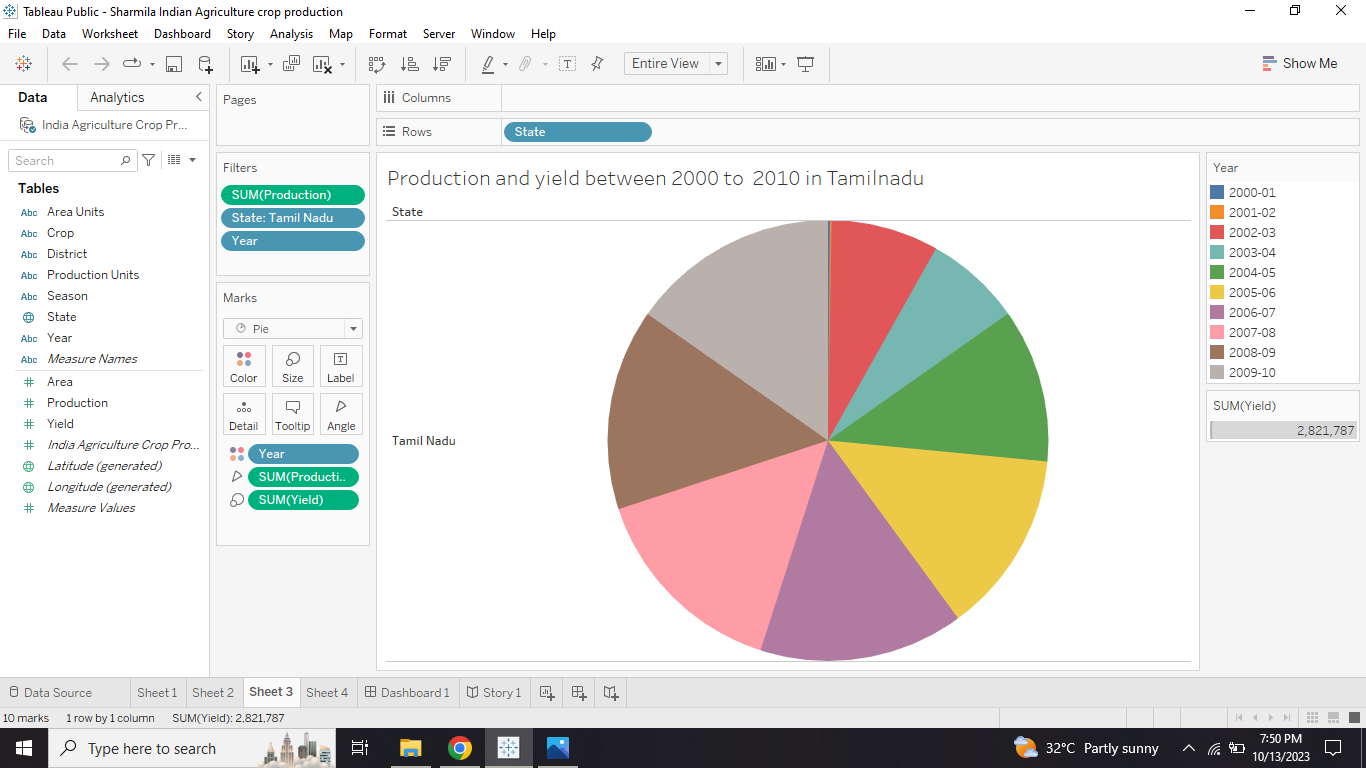 Tableau Public - Sharmila Indian Agriculture crop production
File Data Worksheet Dashboard Story Analysis Map Format Server Window Help
Entire View
Show Me
Data Analytics
India Agriculture Crop Pr...
Search
Tables
Abc Area Units
Abc Crop
Abc District
Abc Production Units
Abc Season
State
Abc Year
Abc Measure Names
Area
Production
Yield
India Agriculture Crop Pro...
Latitude (generated)
Longitude (generated)
Measure Values
Pages
Filters
SUM(Production)
State: Tamil Nadu
Year
Marks
Pie
Color Size Label
Detail Tooltip Angle
Year
SUM(Producti..
SUM(Yield)
Columns
Rows State
Production and yield between 2000 to  2010 in Tamilnadu
State
Tamil Nadu
Year
2000-01
2001-02
2002-03
2003-04
2004-05
2005-06
2006-07
2007-08
2008-09
2009-10
SUM(Yield)
2,821,787
Data Source Sheet 1 Sheet 2 Sheet 3 Sheet 4 Dashboard 1 Story 1
10 marks 1 row by 1 column SUM(Yield): 2,821,787
Type here to search
32°C Partly sunny
7:50 PM
10/13/2023